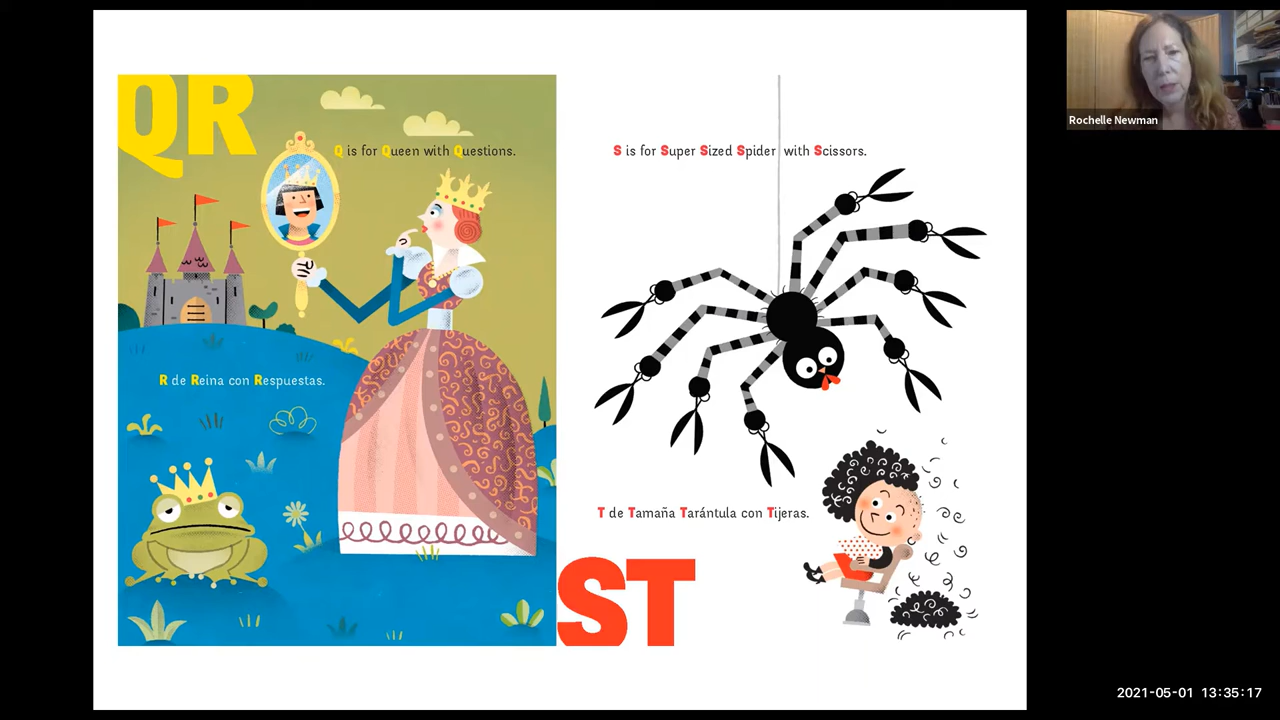 QR
Q is for Queen with Questions.
R de Reina con Respuestas.
S is for Super Sized Spider with Scissors.
T de Tamaña Tarántula con Tijeras.
ST
Rochelle Newman
2021-05-01 13:35:17